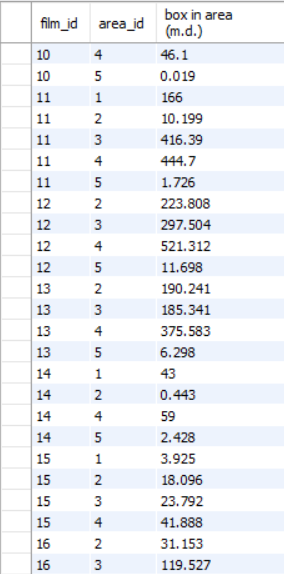 film_id area_id box in area (m.d.)
10 4 46.1
10 5 0.019
11 1 166
11 2 10.199
11 3 416.39
11 4 444.7
11 5 1.726
12 2 223.808
12 3 297.504
12 4 521.312
12 5 11.698
13 2 190.241
13 3 185.341
13 4 375.583
13 5 6.298
14 1 43
14 2 0.443
14 4 59
14 5 2.428
15 1 3.925
15 2 18.096
15 3 23.792
15 4 41.888
16 2 31.153
16 3 119.527